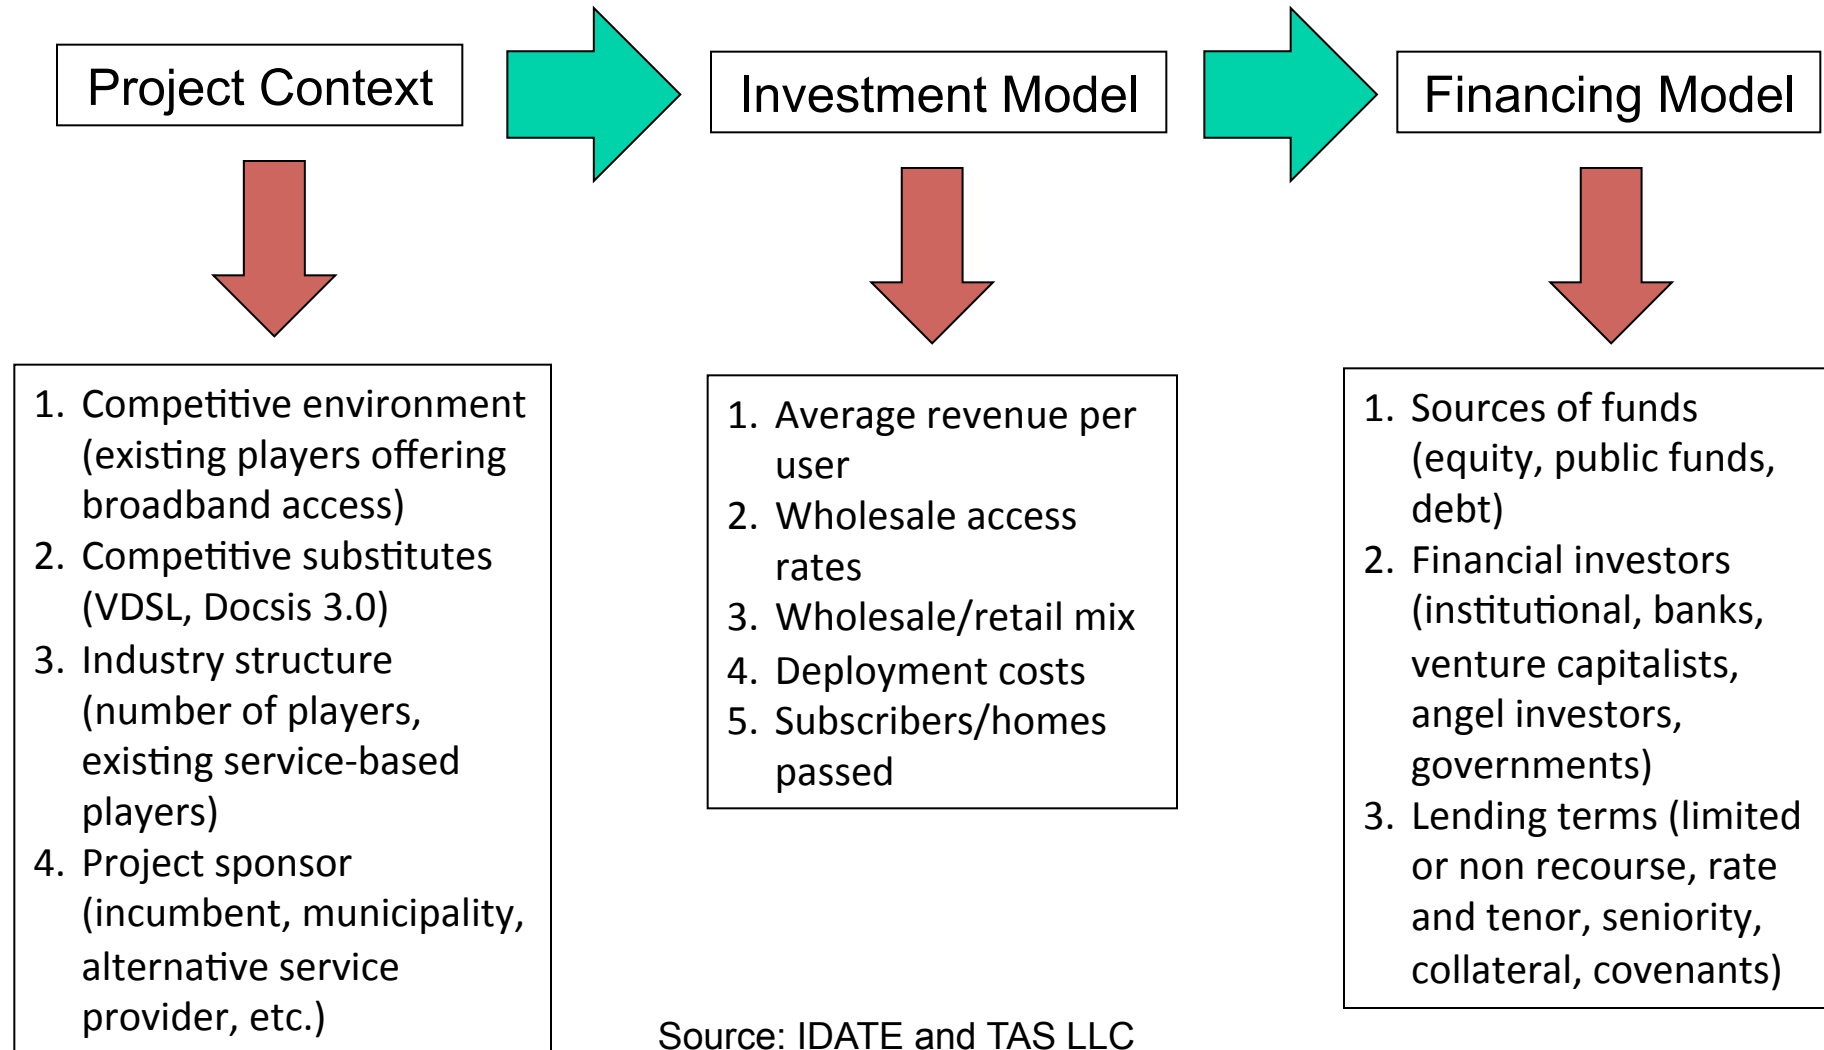 Project Context
Investment Model
Financing Model
1. Competitive environment
(existing players offering
broadband access)
2. Competitive substitutes
(VDSL, Docsis 3.0)
3. Industry structure
(number of players,
existing service-based
players)
4. Project sponsor
(incumbent, municipality,
alternative service
provider, etc.)
1. Average revenue per
user
2. Wholesale access
rates
3. Wholesale/retail mix
4. Deployment costs
5. Subscribers/homes
passed
1. Sources of funds
(equity, public funds,
debt)
2. Financial investors
(institutional, banks,
venture capitalists,
angel investors,
governments)
3. Lending terms (limited
or non recourse, rate
and tenor, seniority,
collateral, covenants)
Source: IDATE and TAS LLC